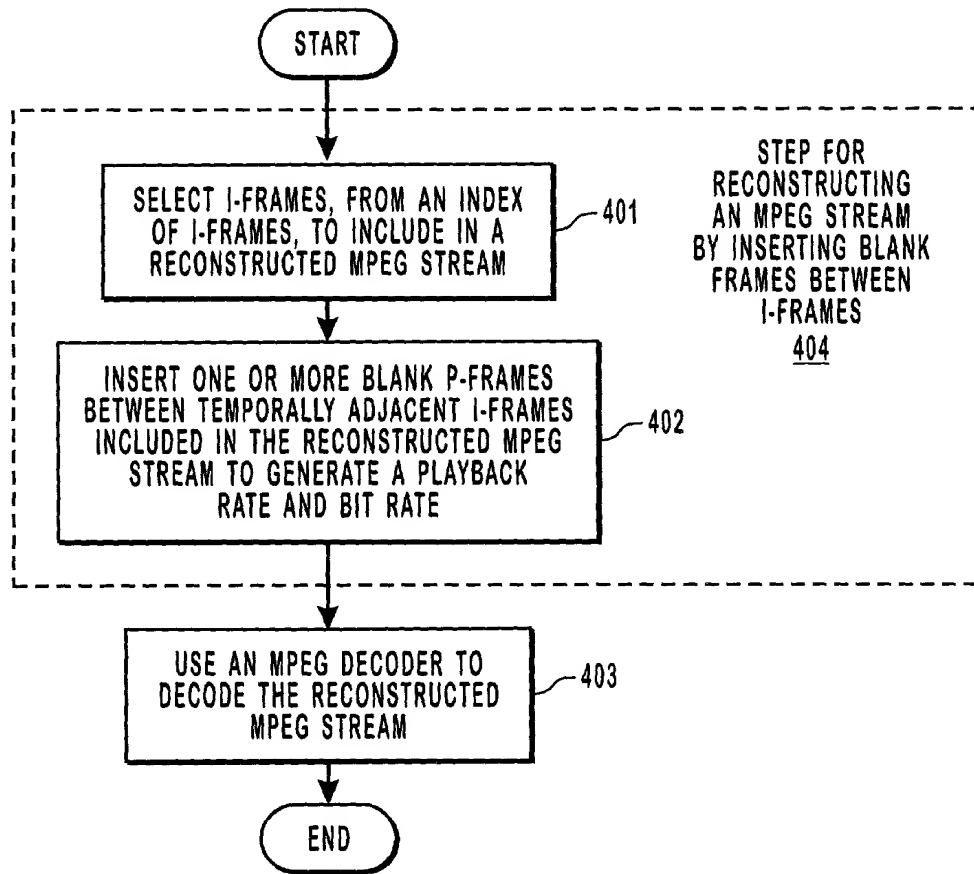 START
SELECT I-FRAMES, FROM AN INDEX
OF I-FRAMES, TO INCLUDE IN A
RECONSTRUCTED MPEG STREAM
401
STEP FOR
RECONSTRUCTING
AN MPEG STREAM
BY INSERTING BLANK
FRAMES BETWEEN
I-FRAMES
404
INSERT ONE OR MORE BLANK P-FRAMES
BETWEEN TEMPORALLY ADJACENT I-FRAMES
INCLUDED IN THE RECONSTRUCTED MPEG
STREAM TO GENERATE A PLAYBACK
RATE AND BIT RATE
402
USE AN MPEG DECODER TO
DECODE THE RECONSTRUCTED
MPEG STREAM
403
END